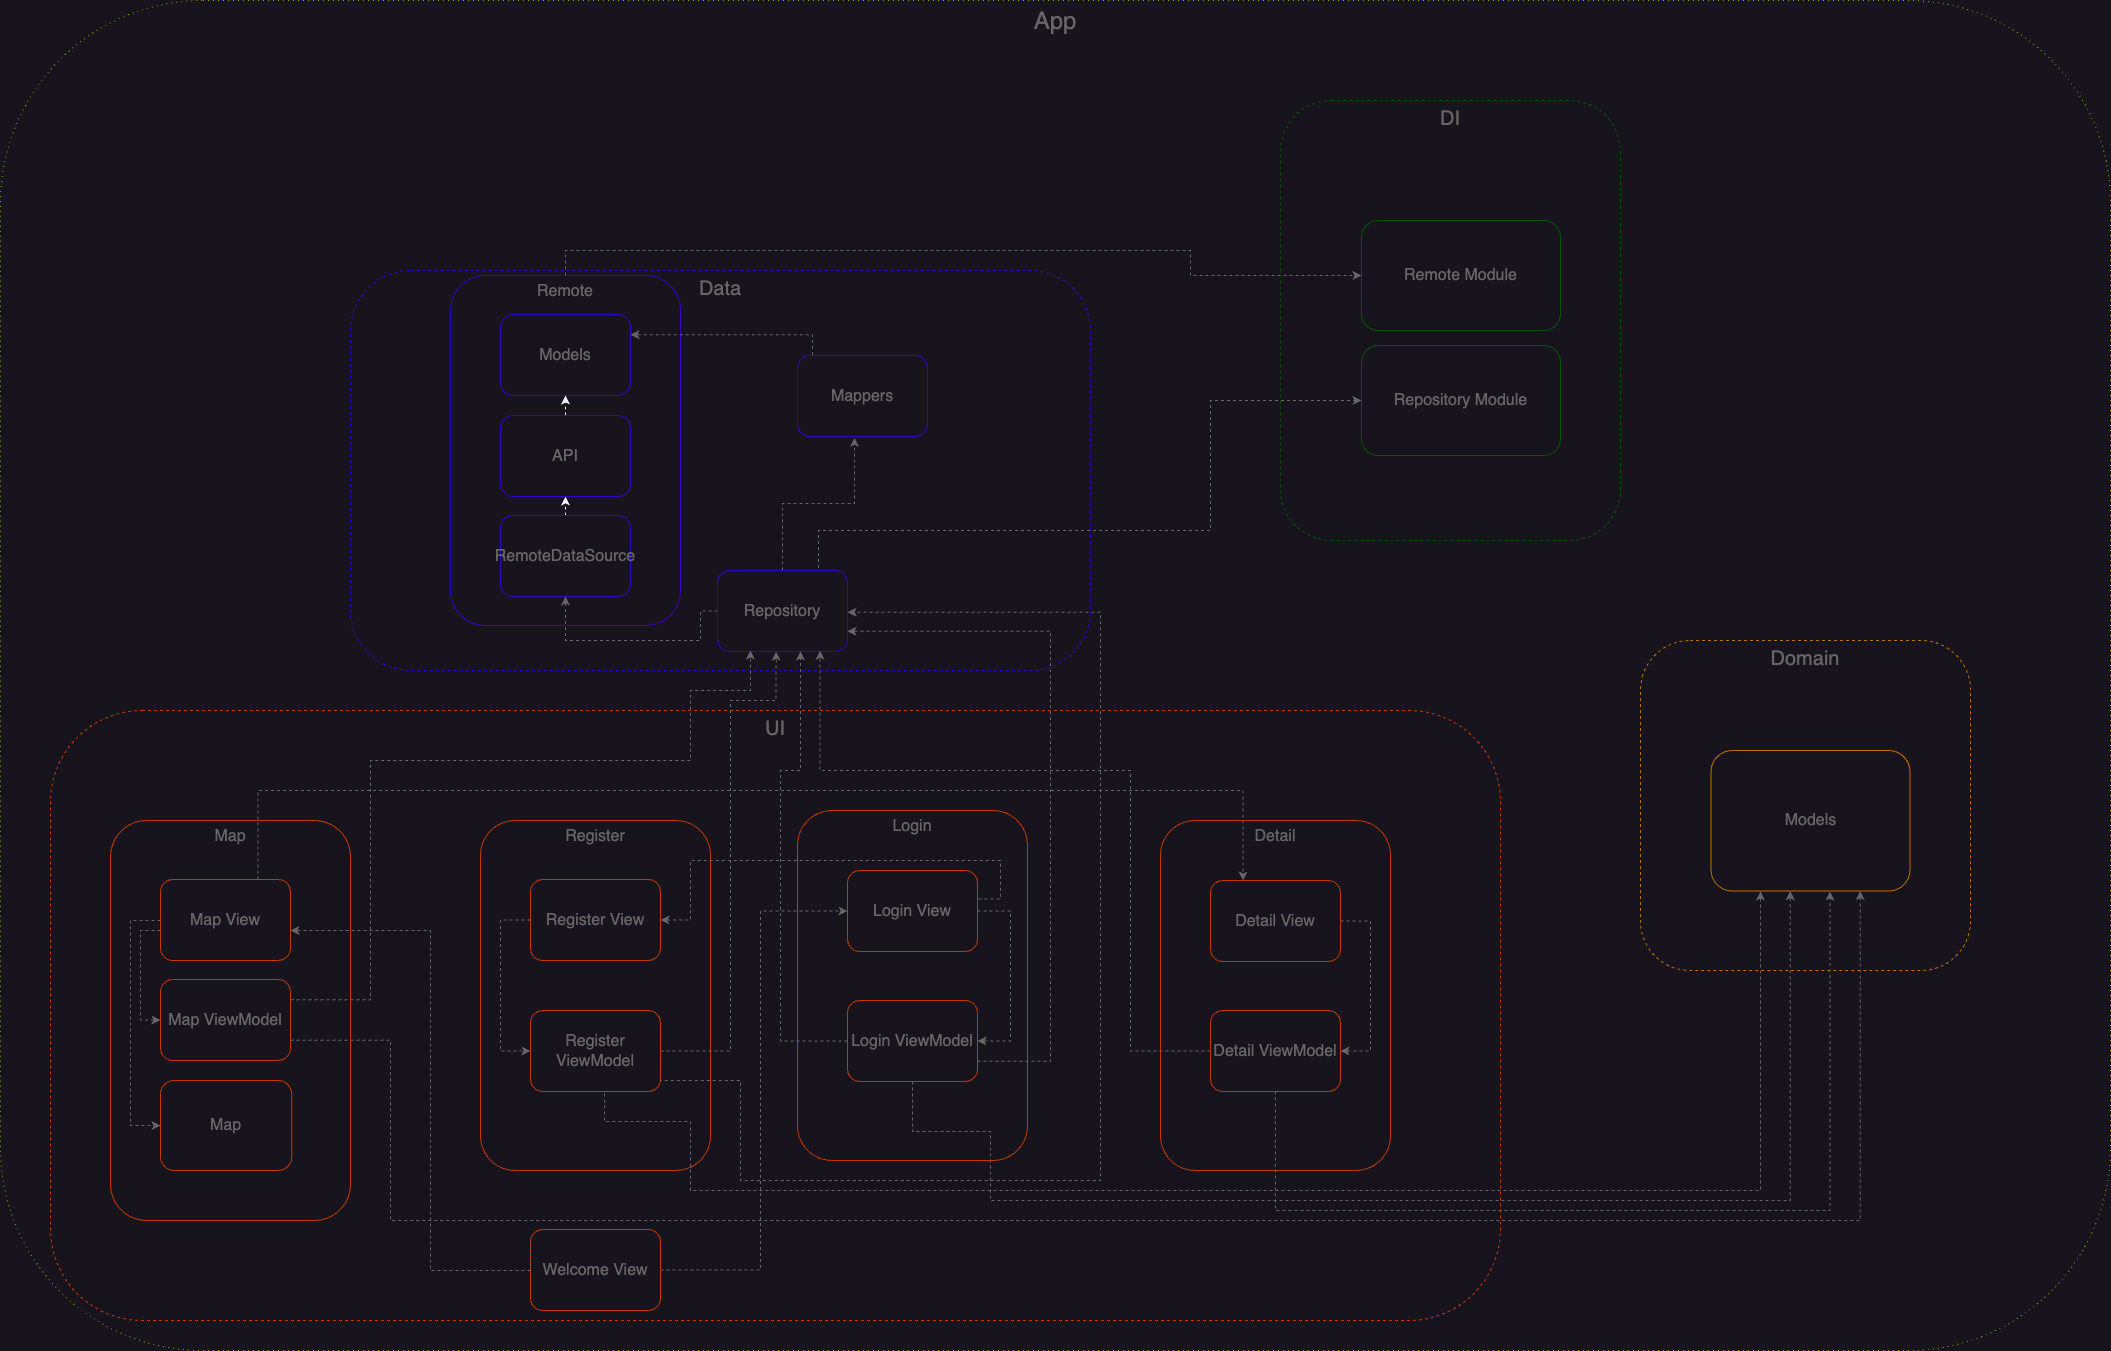 App
DI
Remote Module
Repository Module
Data
Remote
Models
API
RemoteDataSource
Mappers
Repository
Domain
Models
UI
Map
Map View
Map ViewModel
Map
Register
Register View
Register
ViewModel
Login
Login View
Login ViewModel
Detail
Detail View
Detail ViewModel
Welcome View